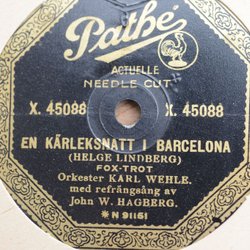 Pathé
ACTUELLE
NEEDLE CUT
X. 45088 X. 45088
EN KÄRLEKSNATT I BARCELONA
(HELGE LINDBERG)
FOX-TROT
Orkester KARL WEHLE.
med refrängsång av
John W. HAGBERG.
*N 91151